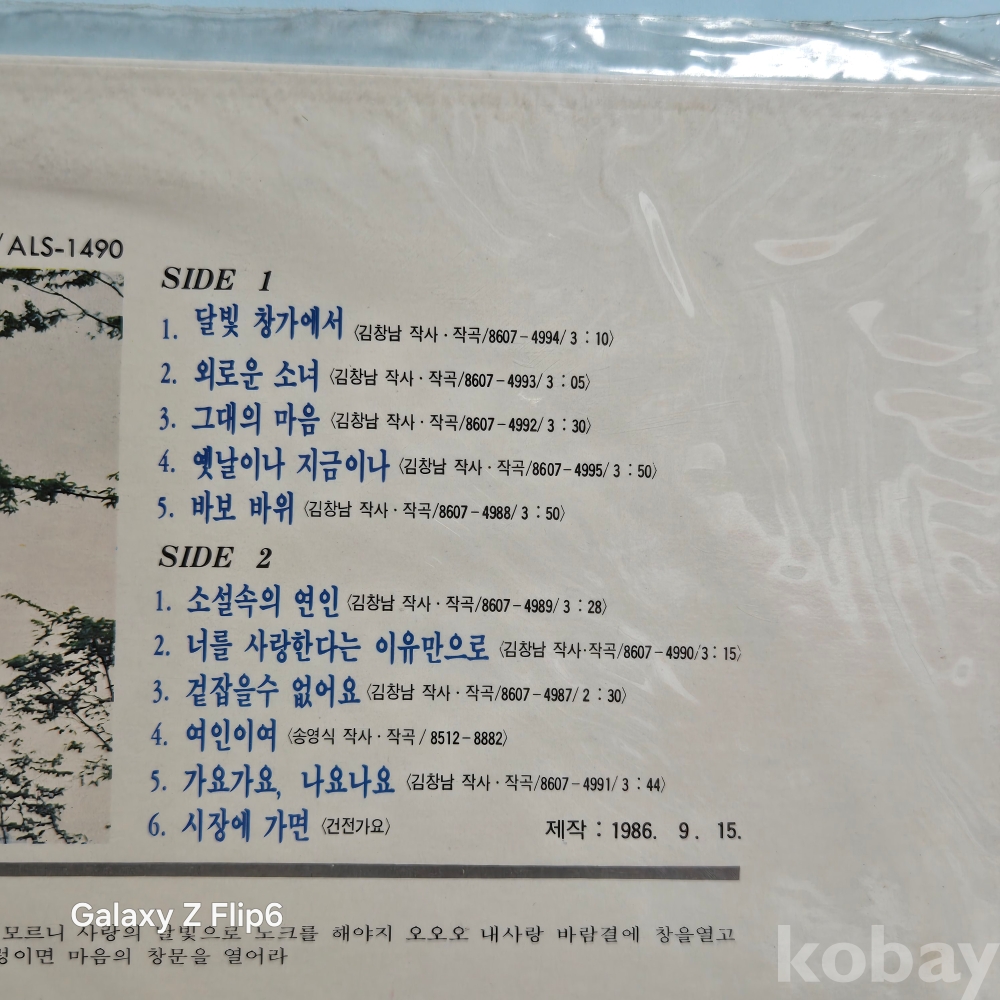 /ALS-1490
SIDE 1
1. 달빛 창가에서 〈김창남 작사·작곡/8607-4994/3:10〉
2. 외로운 소녀 〈김창남 작사·작곡/8607-4993/3:05〉
3. 그대의 마음 〈김창남 작사·작곡/8607-4992/3:30〉
4. 옛날이나 지금이나 〈김창남 작사·작곡/8607-4995/3:50〉
5. 바보 바위 〈김창남 작사·작곡/8607-4988/3:50〉
SIDE 2
1. 소설속의 연인 〈김창남 작사·작곡/8607-4989/3:28〉
2. 너를 사랑한다는 이유만으로 〈김창남 작사·작곡/8607-4990/3:15〉
3. 겉잡을수 없어요 〈김창남 작사·작곡/8607-4987/2:30〉
4. 여인이여 〈송영식 작사·작곡/8512-8882〉
5. 가요가요, 나요나요 〈김창남 작사·작곡/8607-4991/3:44〉
6. 시장에 가면 〈건전가요〉 제작:1986. 9. 15.
Galaxy Z Flip6
모르니 사랑의 달빛으로 노크를 해야지 오오오 내사랑 바람결에 창을열고
이면 마음의 창문을 열어라
kobay